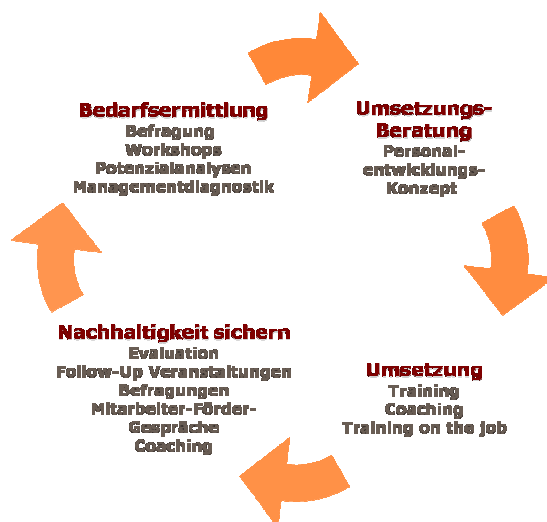 Bedarfsermittlung
Befragung
Workshops
Potenzialanalysen
Managementdiagnostik
Umsetzungs-
Beratung
Personal-
entwicklungs-
Konzept
Umsetzung
Training
Coaching
Training on the job
Nachhaltigkeit sichern
Evaluation
Follow-Up Veranstaltungen
Befragungen
Mitarbeiter-Förder-
Gespräche
Coaching